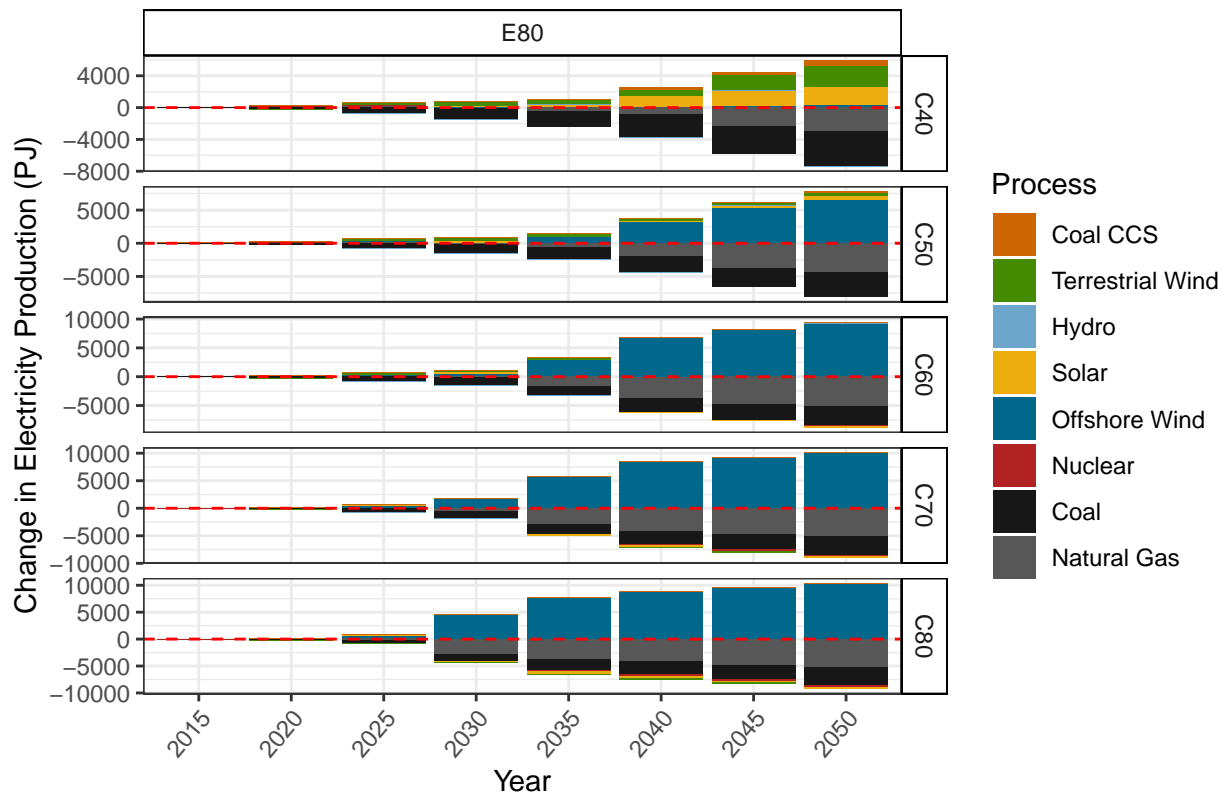 E80
Change in Electricity Production (PJ)
4000
0
−4000
−8000
C40
5000
0
−5000
C50
10000
5000
0
−5000
C60
10000
5000
0
−5000
−10000
C70
10000
5000
0
−5000
−10000
C80
2015
2020
2025
2030
2035
2040
2045
2050
Year
Process
Coal CCS
Terrestrial Wind
Hydro
Solar
Offshore Wind
Nuclear
Coal
Natural Gas